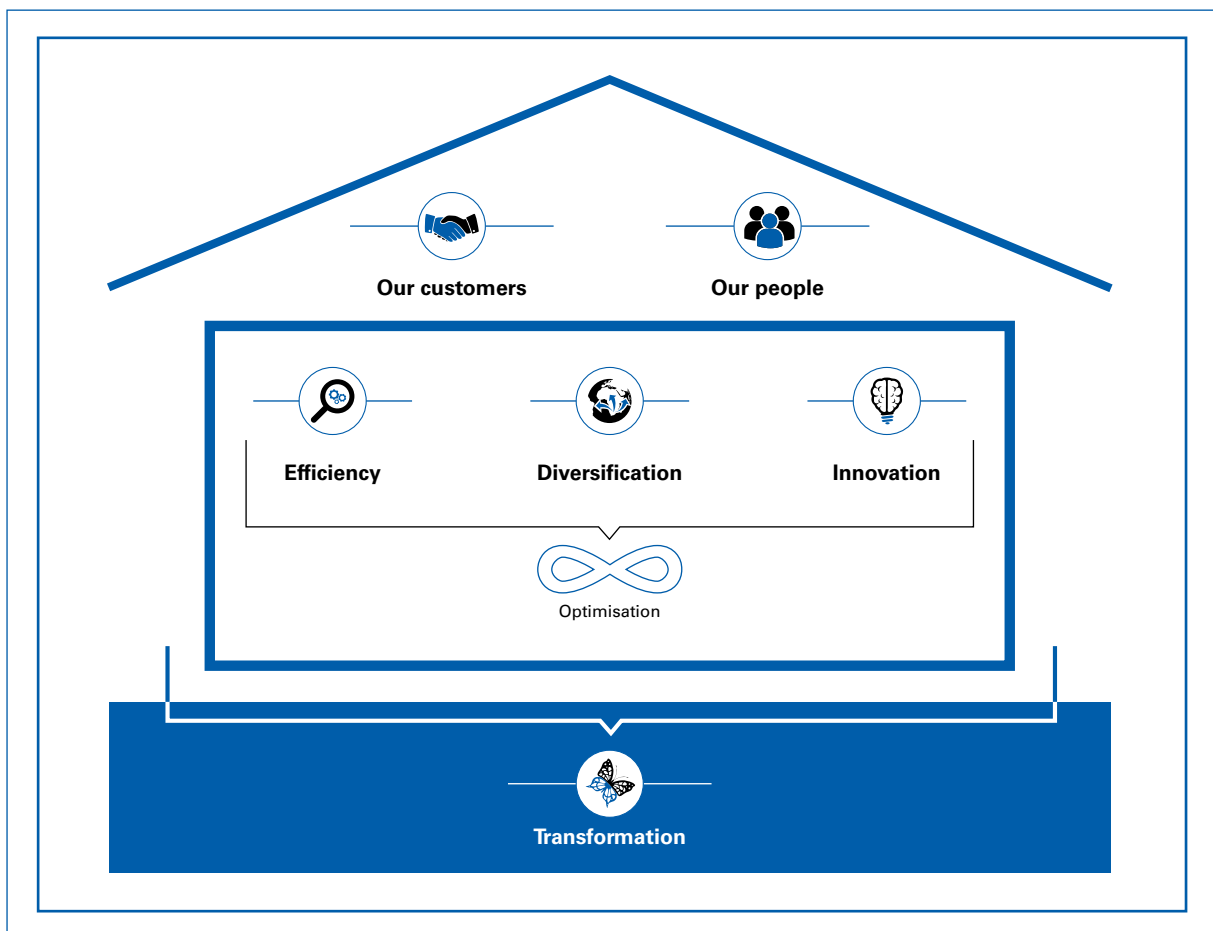 Our customers
Our people
Efficiency
Diversification
Innovation
Optimisation
Transformation